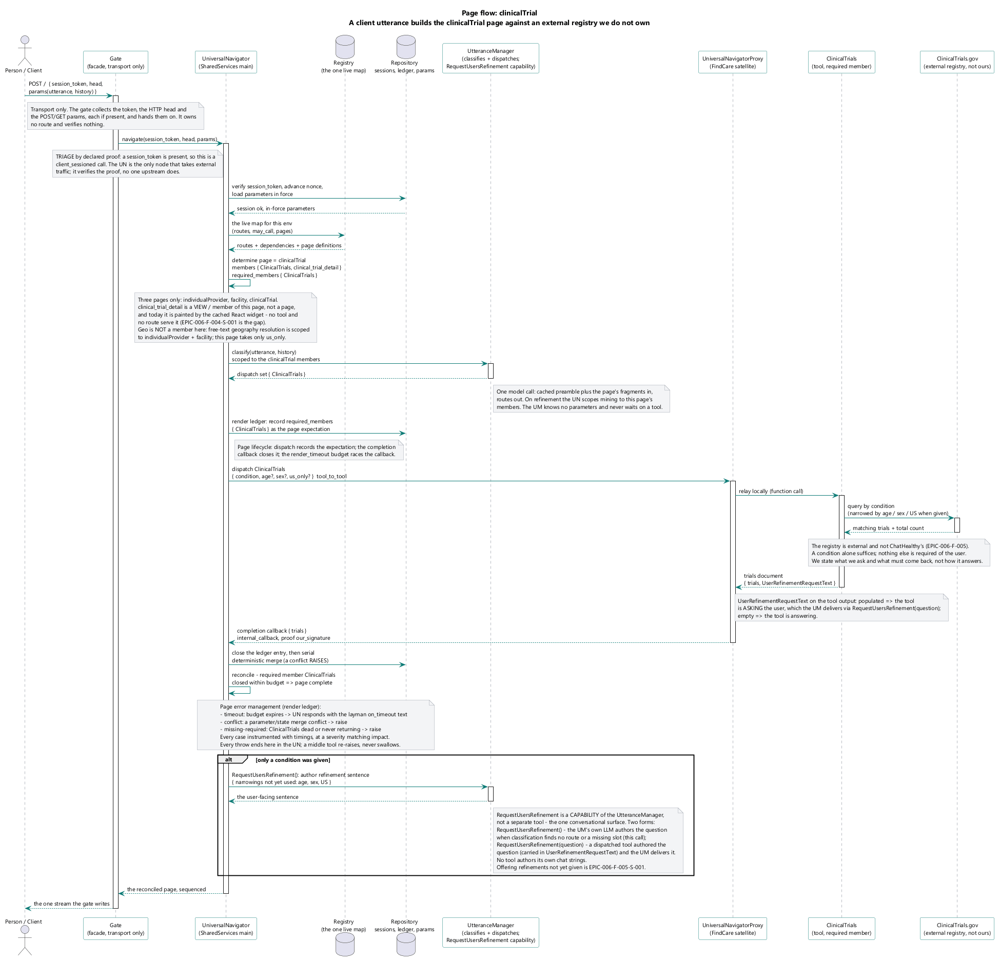 Page flow: clinicalTrial
A client utterance builds the clinicalTrial page against an external registry we do not own
Person / Client
Gate
(facade, transport only)
UniversalNavigator
(SharedServices main)
Registry
(the one live map)
Repository
sessions, ledger, params
UtteranceManager
(classifies + dispatches;
RequestUsersRefinement capability)
UniversalNavigatorProxy
(FindCare satellite)
ClinicalTrials
(tool, required member)
ClinicalTrials.gov
(external registry, not ours)
POST /  { session_token, head,
params(utterance, history) }
Transport only. The gate collects the token, the HTTP head and
the POST/GET params, each if present, and hands them on. It owns
no route and verifies nothing.
navigate(session_token, head, params)
TRIAGE by declared proof: a session_token is present, so this is a
client_sessioned call. The UN is the only node that takes external
traffic; it verifies the proof, no one upstream does.
verify session_token, advance nonce,
load parameters in force
session ok, in-force parameters
the live map for this env
(routes, may_call, pages)
routes + dependencies + page definitions
determine page = clinicalTrial
members { ClinicalTrials, clinical_trial_detail }
required_members { ClinicalTrials }
Three pages only: individualProvider, facility, clinicalTrial.
clinical_trial_detail is a VIEW / member of this page, not a page,
and today it is painted by the cached React widget - no tool and
no route serve it (EPIC-006-F-004-S-001 is the gap).
Geo is NOT a member here: free-text geography resolution is scoped
to individualProvider + facility; this page takes only us_only.
classify(utterance, history)
scoped to the clinicalTrial members
dispatch set { ClinicalTrials }
One model call: cached preamble plus the page's fragments in,
routes out. On refinement the UN scopes mining to this page's
members. The UM knows no parameters and never waits on a tool.
render ledger: record required_members
{ ClinicalTrials } as the page expectation
Page lifecycle: dispatch records the expectation; the completion
callback closes it; the render_timeout budget races the callback.
dispatch ClinicalTrials
{ condition, age?, sex?, us_only? }  tool_to_tool
relay locally (function call)
query by condition
(narrowed by age / sex / US when given)
matching trials + total count
The registry is external and not ChatHealthy's (EPIC-006-F-005).
A condition alone suffices; nothing else is required of the user.
We state what we ask and what must come back, not how it answers.
trials document
{ trials, UserRefinementRequestText }
UserRefinementRequestText on the tool output: populated => the tool
is ASKING the user, which the UM delivers via RequestUsersRefinement(question);
empty => the tool is answering.
completion callback { trials }
internal_callback, proof our_signature
close the ledger entry, then serial
deterministic merge (a conflict RAISES)
reconcile - required member ClinicalTrials
closed within budget => page complete
Page error management (render ledger):
- timeout: budget expires -> UN responds with the layman on_timeout text
- conflict: a parameter/state merge conflict -> raise
- missing-required: ClinicalTrials dead or never returning -> raise
Every case instrumented with timings, at a severity matching impact.
Every throw ends here in the UN; a middle tool re-raises, never swallows.
alt [only a condition was given]
RequestUsersRefinement(): author refinement sentence
{ narrowings not yet used: age, sex, US }
the user-facing sentence
RequestUsersRefinement is a CAPABILITY of the UtteranceManager,
not a separate tool - the one conversational surface. Two forms:
RequestUsersRefinement() - the UM's own LLM authors the question
when classification finds no route or a missing slot (this call);
RequestUsersRefinement(question) - a dispatched tool authored the
question (carried in UserRefinementRequestText) and the UM delivers it.
No tool authors its own chat strings.
Offering refinements not yet given is EPIC-006-F-005-S-001.
the reconciled page, sequenced
the one stream the gate writes
Person / Client
Gate
(facade, transport only)
UniversalNavigator
(SharedServices main)
Registry
(the one live map)
Repository
sessions, ledger, params
UtteranceManager
(classifies + dispatches;
RequestUsersRefinement capability)
UniversalNavigatorProxy
(FindCare satellite)
ClinicalTrials
(tool, required member)
ClinicalTrials.gov
(external registry, not ours)